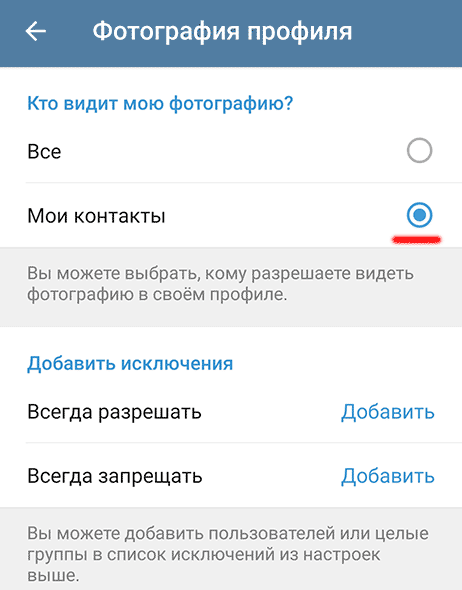 Фотография профиля
Кто видит мою фотографию?
Все
Мои контакты
Вы можете выбрать, кому разрешаете видеть
фотографию в своём профиле.
Добавить исключения
Всегда разрешать Добавить
Всегда запрещать Добавить
Вы можете добавить пользователей или целые
группы в список исключений из настроек
выше.